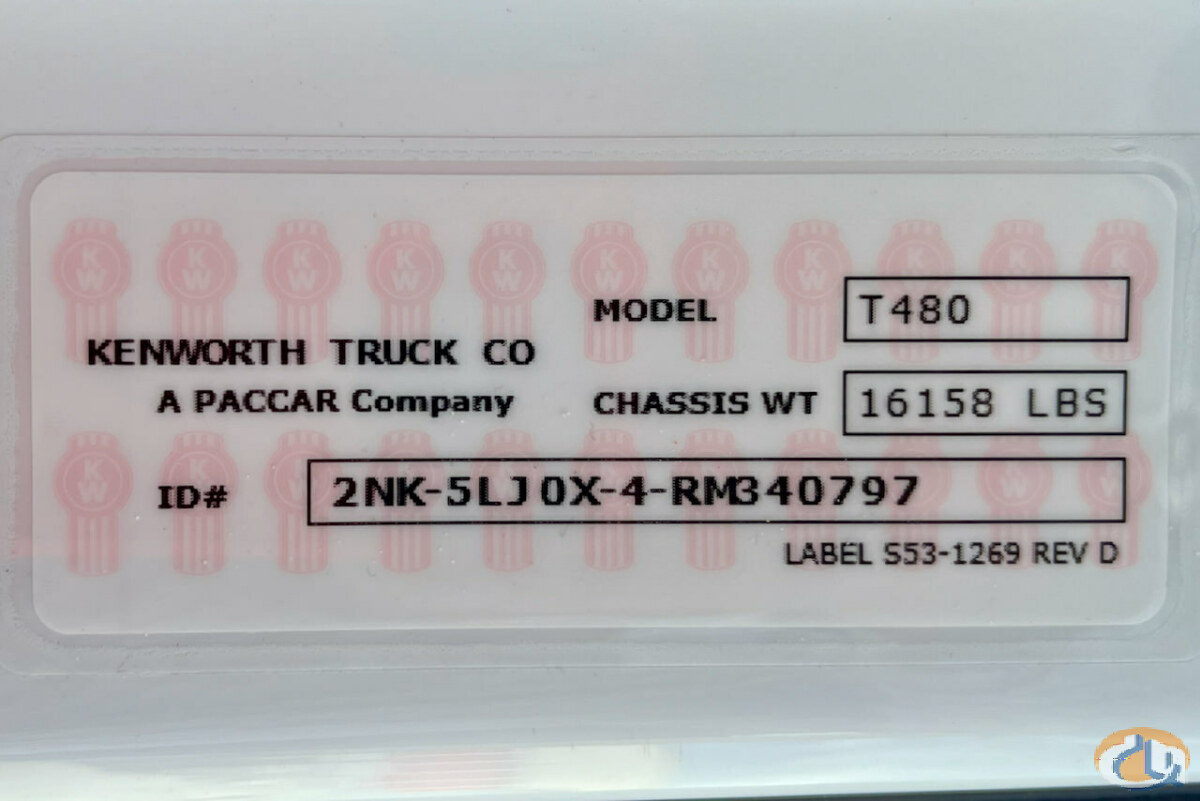 MODEL T480
KENWORTH TRUCK CO
A PACCAR Company
CHASSIS WT 16158 LBS
ID# 2NK-5LJ0X-4-RM340797
LABEL S53-1269 REV D